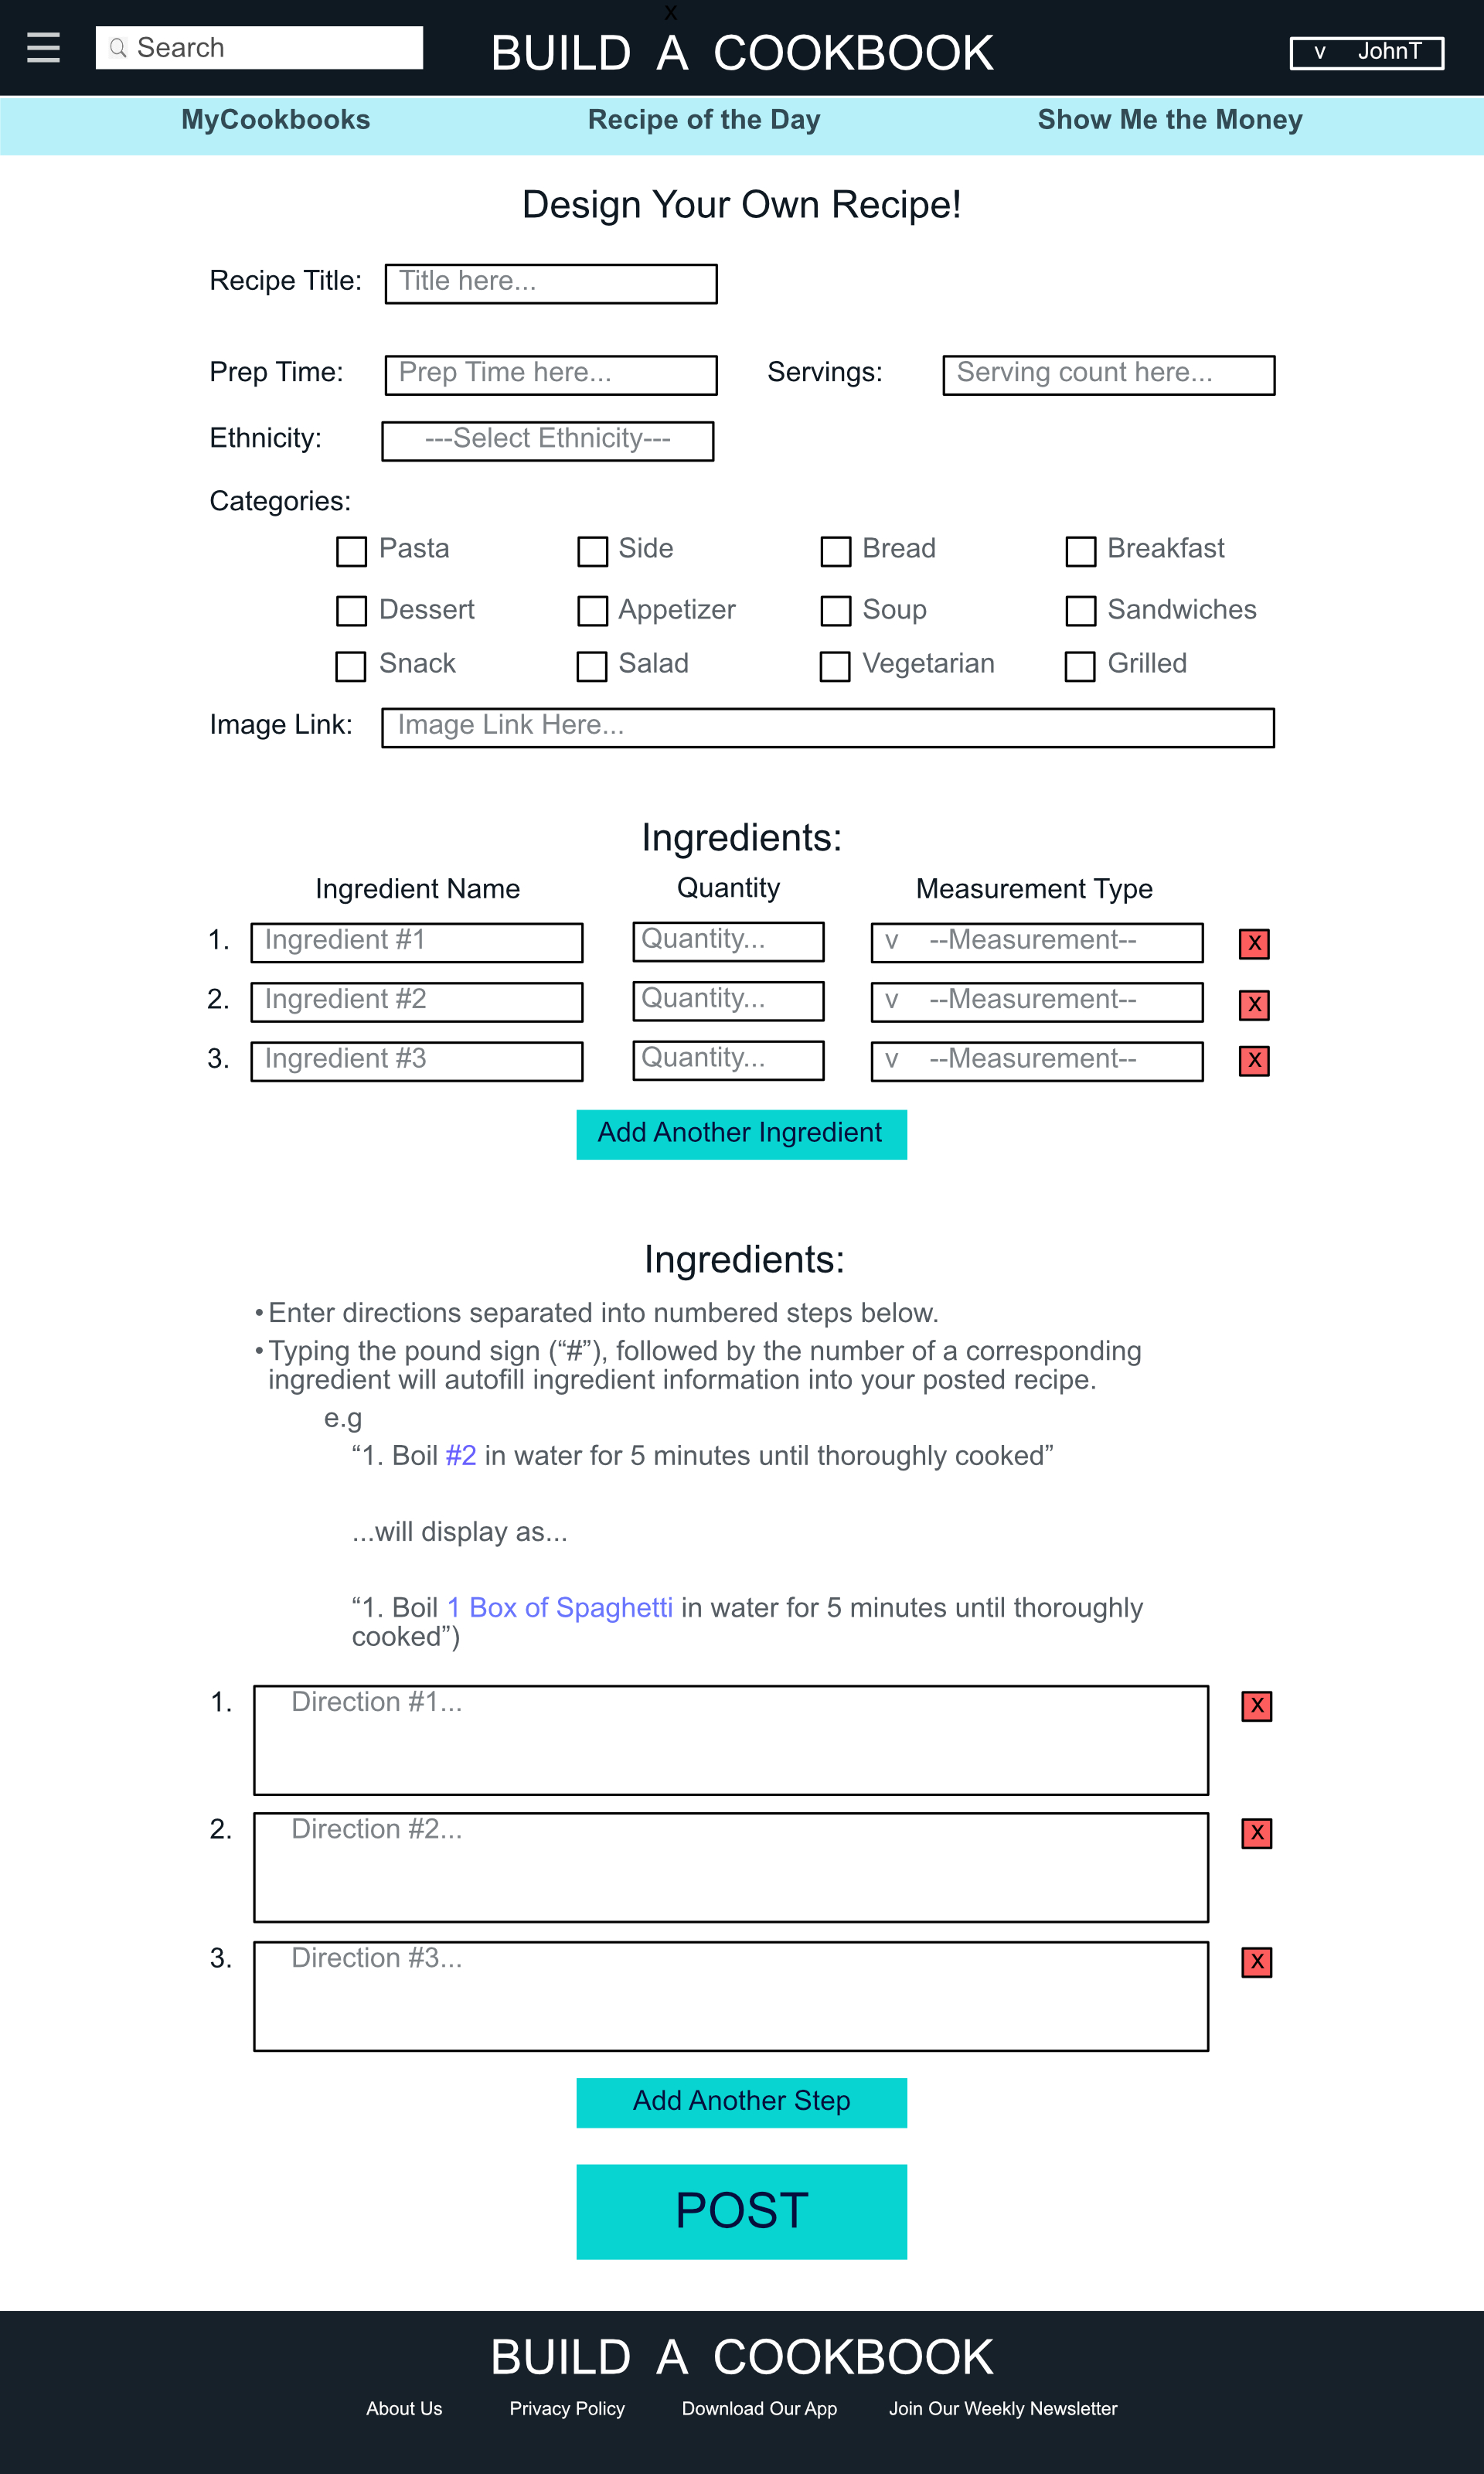 x
Search
BUILD A COOKBOOK
v JohnT
MyCookbooks Recipe of the Day Show Me the Money
Design Your Own Recipe!
Recipe Title: Title here...
Prep Time: Prep Time here... Servings: Serving count here...
Ethnicity: ---Select Ethnicity---
Categories:
Pasta Side Bread Breakfast
Dessert Appetizer Soup Sandwiches
Snack Salad Vegetarian Grilled
Image Link: Image Link Here...
Ingredients:
Ingredient Name Quantity Measurement Type
1. Ingredient #1 Quantity... v --Measurement-- X
2. Ingredient #2 Quantity... v --Measurement-- X
3. Ingredient #3 Quantity... v --Measurement-- X
Add Another Ingredient
Ingredients:
• Enter directions separated into numbered steps below.
• Typing the pound sign (“#”), followed by the number of a corresponding
ingredient will autofill ingredient information into your posted recipe.
e.g
“1. Boil #2 in water for 5 minutes until thoroughly cooked”
...will display as...
“1. Boil 1 Box of Spaghetti in water for 5 minutes until thoroughly
cooked”)
1. Direction #1... X
2. Direction #2... X
3. Direction #3... X
Add Another Step
POST
BUILD A COOKBOOK
About Us Privacy Policy Download Our App Join Our Weekly Newsletter